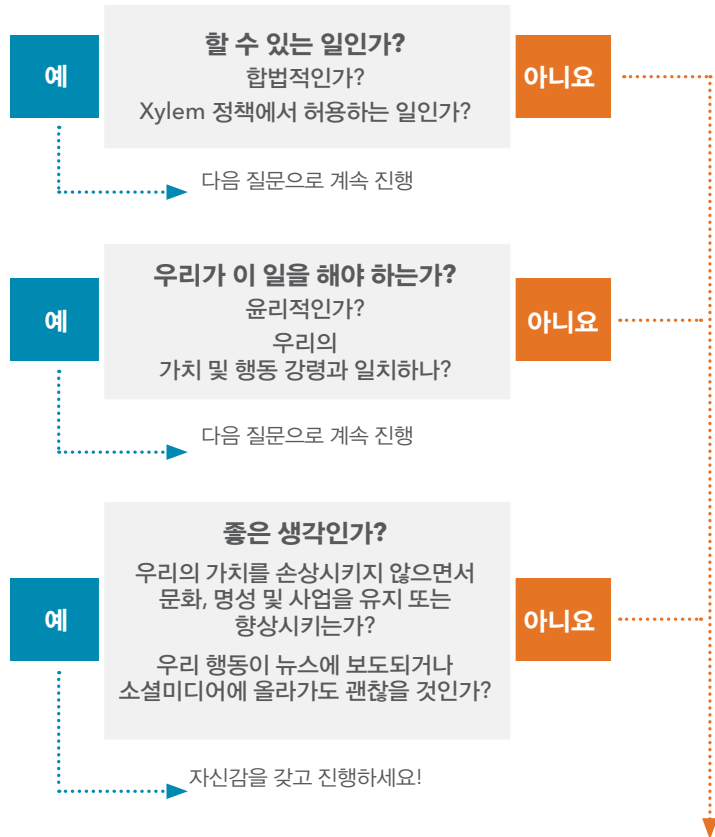 할 수 있는 일인가?
예
합법적인가?
아니요
Xylem 정책에서 허용하는 일인가?
다음 질문으로 계속 진행
우리가 이 일을 해야 하는가?
윤리적인가?
예
아니요
우리의
가치 및 행동 강령과 일치하나?
다음 질문으로 계속 진행
좋은 생각인가?
우리의 가치를 손상시키지 않으면서
문화, 명성 및 사업을 유지 또는
예
아니요
향상시키는가?
우리 행동이 뉴스에 보도되거나
소셜미디어에 올라가도 괜찮을 것인가?
자신감을 갖고 진행하세요!